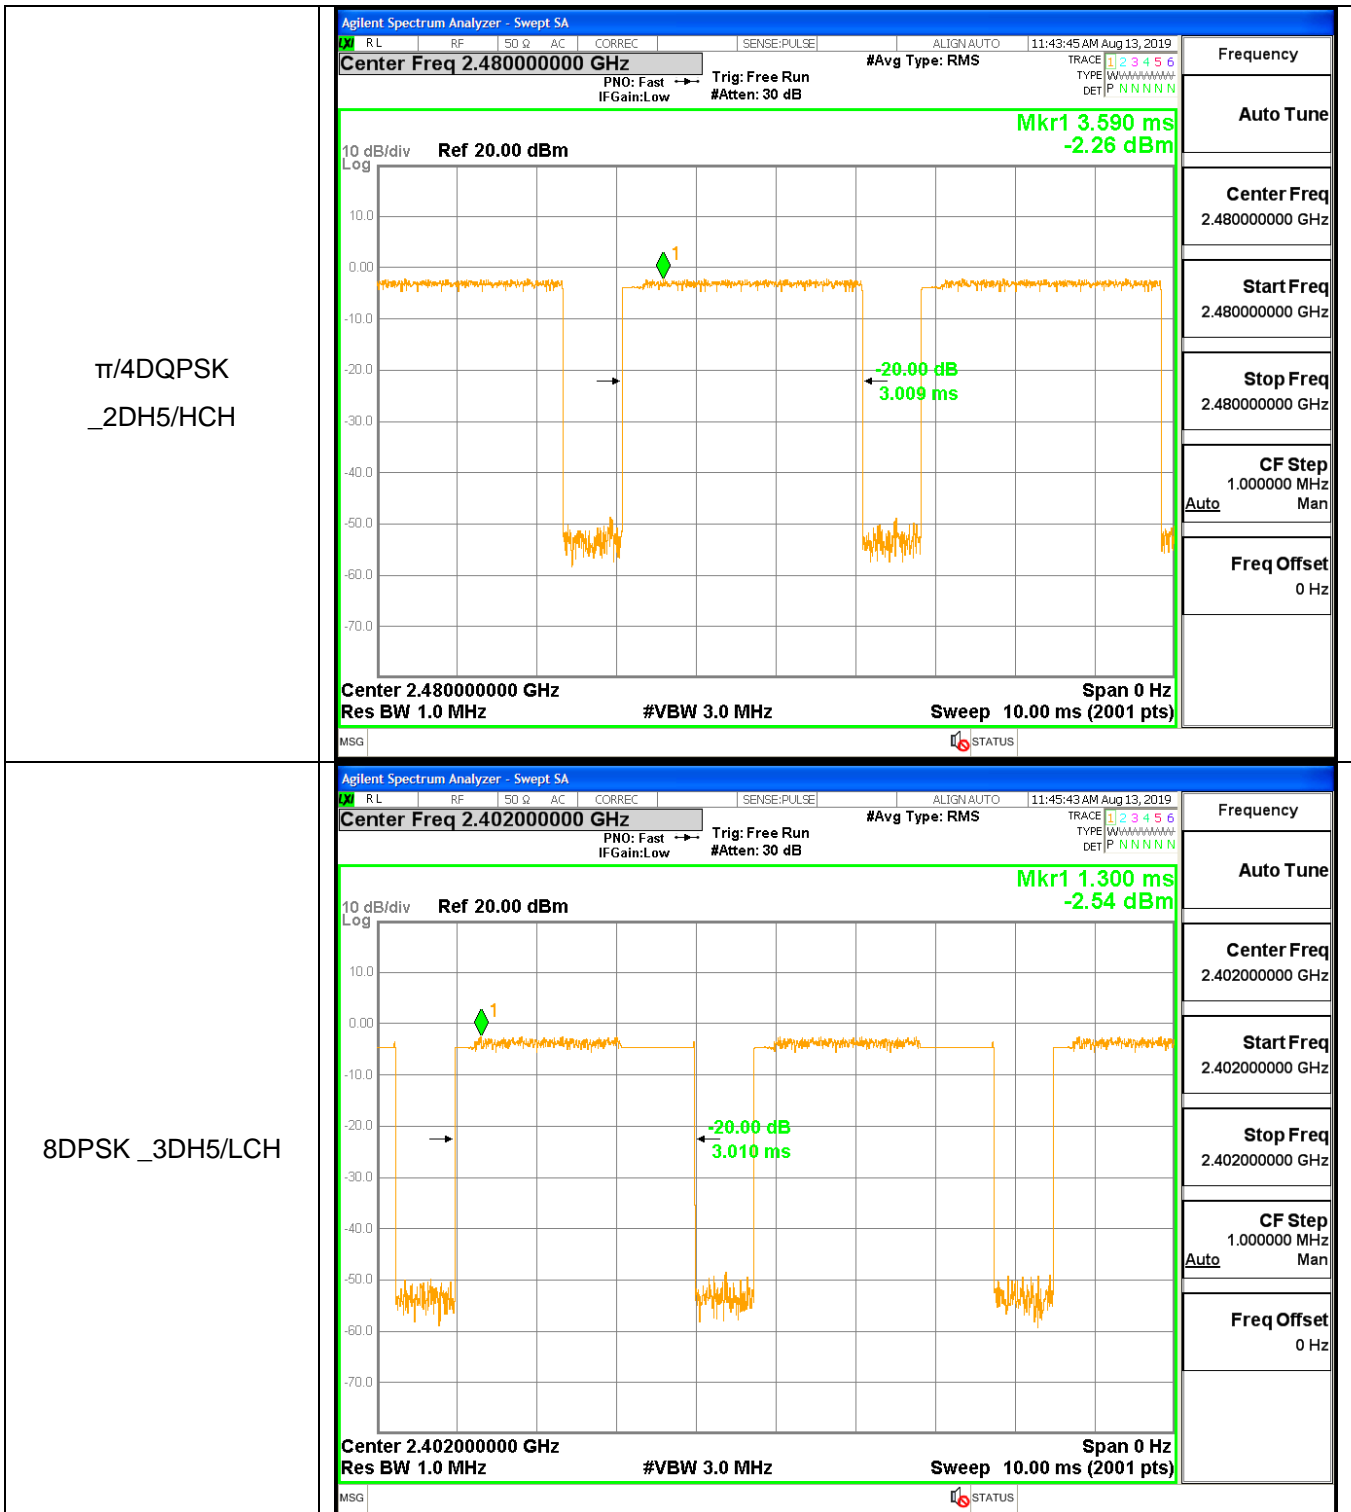 π/4DQPSK
_2DH5/HCH
Agilent Spectrum Analyzer - Swept SA
LXI RL RF 50 Ω AC CORREC SENSE:PULSE ALIGNAUTO 11:43:45 AM Aug 13, 2019
Center Freq 2.480000000 GHz
PNO: Fast
IFGain:Low
Trig: Free Run
#Atten: 30 dB
#Avg Type: RMS
TRACE 1 2 3 4 5 6
TYPE
DET P N N N N N
Mkr1 3.590 ms
-2.26 dBm
10 dB/div Ref 20.00 dBm
Log
10.0
0.00
-10.0
-20.0
-30.0
-40.0
-50.0
-60.0
-70.0
1
-20.00 dB
3.009 ms
Center 2.480000000 GHz Span 0 Hz
Res BW 1.0 MHz #VBW 3.0 MHz Sweep 10.00 ms (2001 pts)
MSG STATUS
Frequency
Auto Tune
Center Freq
2.480000000 GHz
Start Freq
2.480000000 GHz
Stop Freq
2.480000000 GHz
CF Step
1.000000 MHz
Auto Man
Freq Offset
0 Hz
8DPSK _3DH5/LCH
Agilent Spectrum Analyzer - Swept SA
LXI RL RF 50 Ω AC CORREC SENSE:PULSE ALIGNAUTO 11:45:43 AM Aug 13, 2019
Center Freq 2.402000000 GHz
PNO: Fast
IFGain:Low
Trig: Free Run
#Atten: 30 dB
#Avg Type: RMS
TRACE 1 2 3 4 5 6
TYPE
DET P N N N N N
Mkr1 1.300 ms
-2.54 dBm
10 dB/div Ref 20.00 dBm
Log
10.0
0.00
-10.0
-20.0
-30.0
-40.0
-50.0
-60.0
-70.0
1
-20.00 dB
3.010 ms
Center 2.402000000 GHz Span 0 Hz
Res BW 1.0 MHz #VBW 3.0 MHz Sweep 10.00 ms (2001 pts)
MSG STATUS
Frequency
Auto Tune
Center Freq
2.402000000 GHz
Start Freq
2.402000000 GHz
Stop Freq
2.402000000 GHz
CF Step
1.000000 MHz
Auto Man
Freq Offset
0 Hz